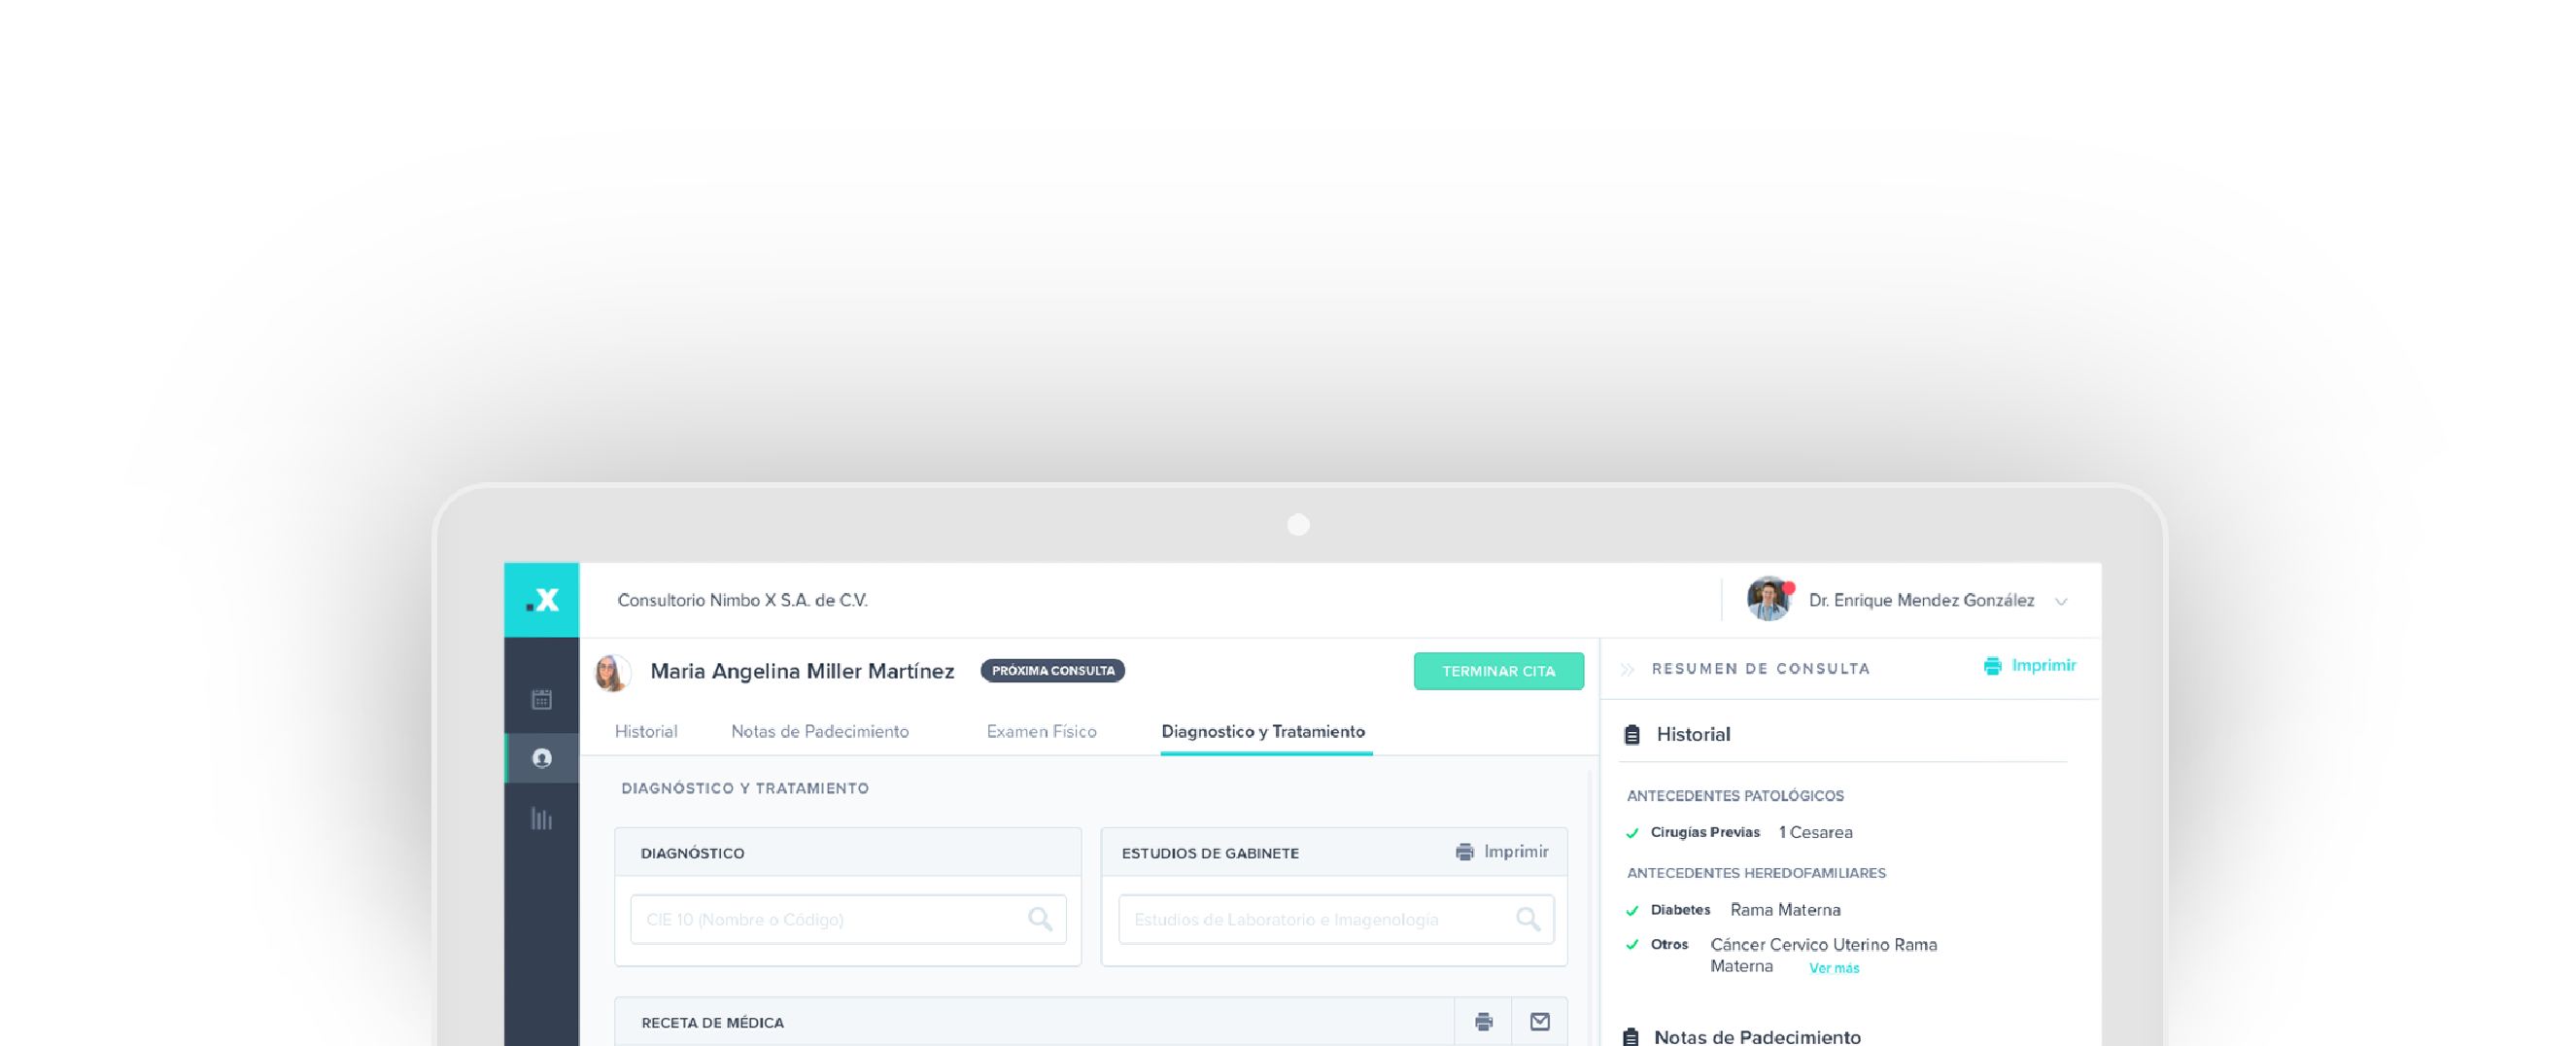 .X
Consultorio Nimbo X S.A. de C.V.
Dr. Enrique Mendez González
Maria Angelina Miller Martínez
PRÓXIMA CONSULTA
TERMINAR CITA
Historial
Notas de Padecimiento
Examen Físico
Diagnostico y Tratamiento
DIAGNÓSTICO Y TRATAMIENTO
DIAGNÓSTICO
CIE 10 (Nombre o Código)
ESTUDIOS DE GABINETE
Imprimir
Estudios de Laboratorio e Imagenología
RECETA DE MÉDICA
RESUMEN DE CONSULTA
Imprimir
Historial
ANTECEDENTES PATOLÓGICOS
Cirugías Previas 1 Cesarea
ANTECEDENTES HEREDOFAMILIARES
Diabetes Rama Materna
Otros Cáncer Cervico Uterino Rama
Materna Ver más
Notas de Padecimiento